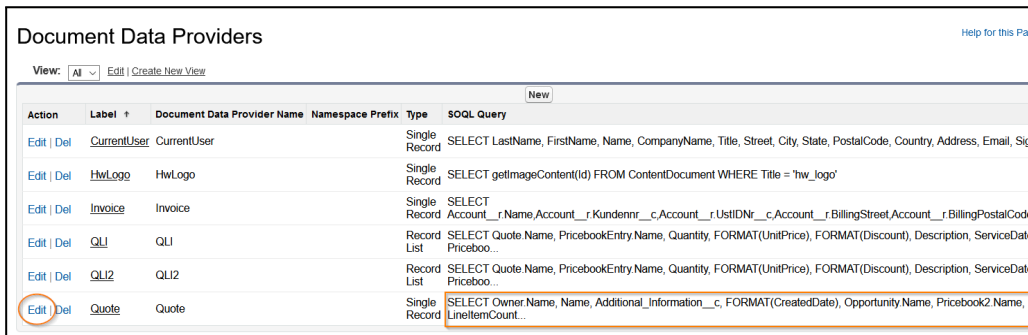 Document Data Providers
Help for this Pa
View: All Edit | Create New View
New
Action Label ↑ Document Data Provider Name Namespace Prefix Type SOQL Query
Edit | Del CurrentUser CurrentUser Single Record SELECT LastName, FirstName, Name, CompanyName, Title, Street, City, State, PostalCode, Country, Address, Email, Sig
Edit | Del HwLogo HwLogo Single Record SELECT getImageContent(Id) FROM ContentDocument WHERE Title = 'hw_logo'
Edit | Del Invoice Invoice Single Record SELECT
Account__r.Name,Account__r.Kundennr__c,Account__r.UstIDNr__c,Account__r.BillingStreet,Account__r.BillingPostalCode
Edit | Del QLI QLI Record List SELECT Quote.Name, PricebookEntry.Name, Quantity, FORMAT(UnitPrice), FORMAT(Discount), Description, ServiceDat
Priceboo...
Edit | Del QLI2 QLI2 Record List SELECT Quote.Name, PricebookEntry.Name, Quantity, FORMAT(UnitPrice), FORMAT(Discount), Description, ServiceDat
Priceboo...
Edit | Del Quote Quote Single Record SELECT Owner.Name, Name, Additional_Information__c, FORMAT(CreatedDate), Opportunity.Name, Pricebook2.Name,
LineItemCount...